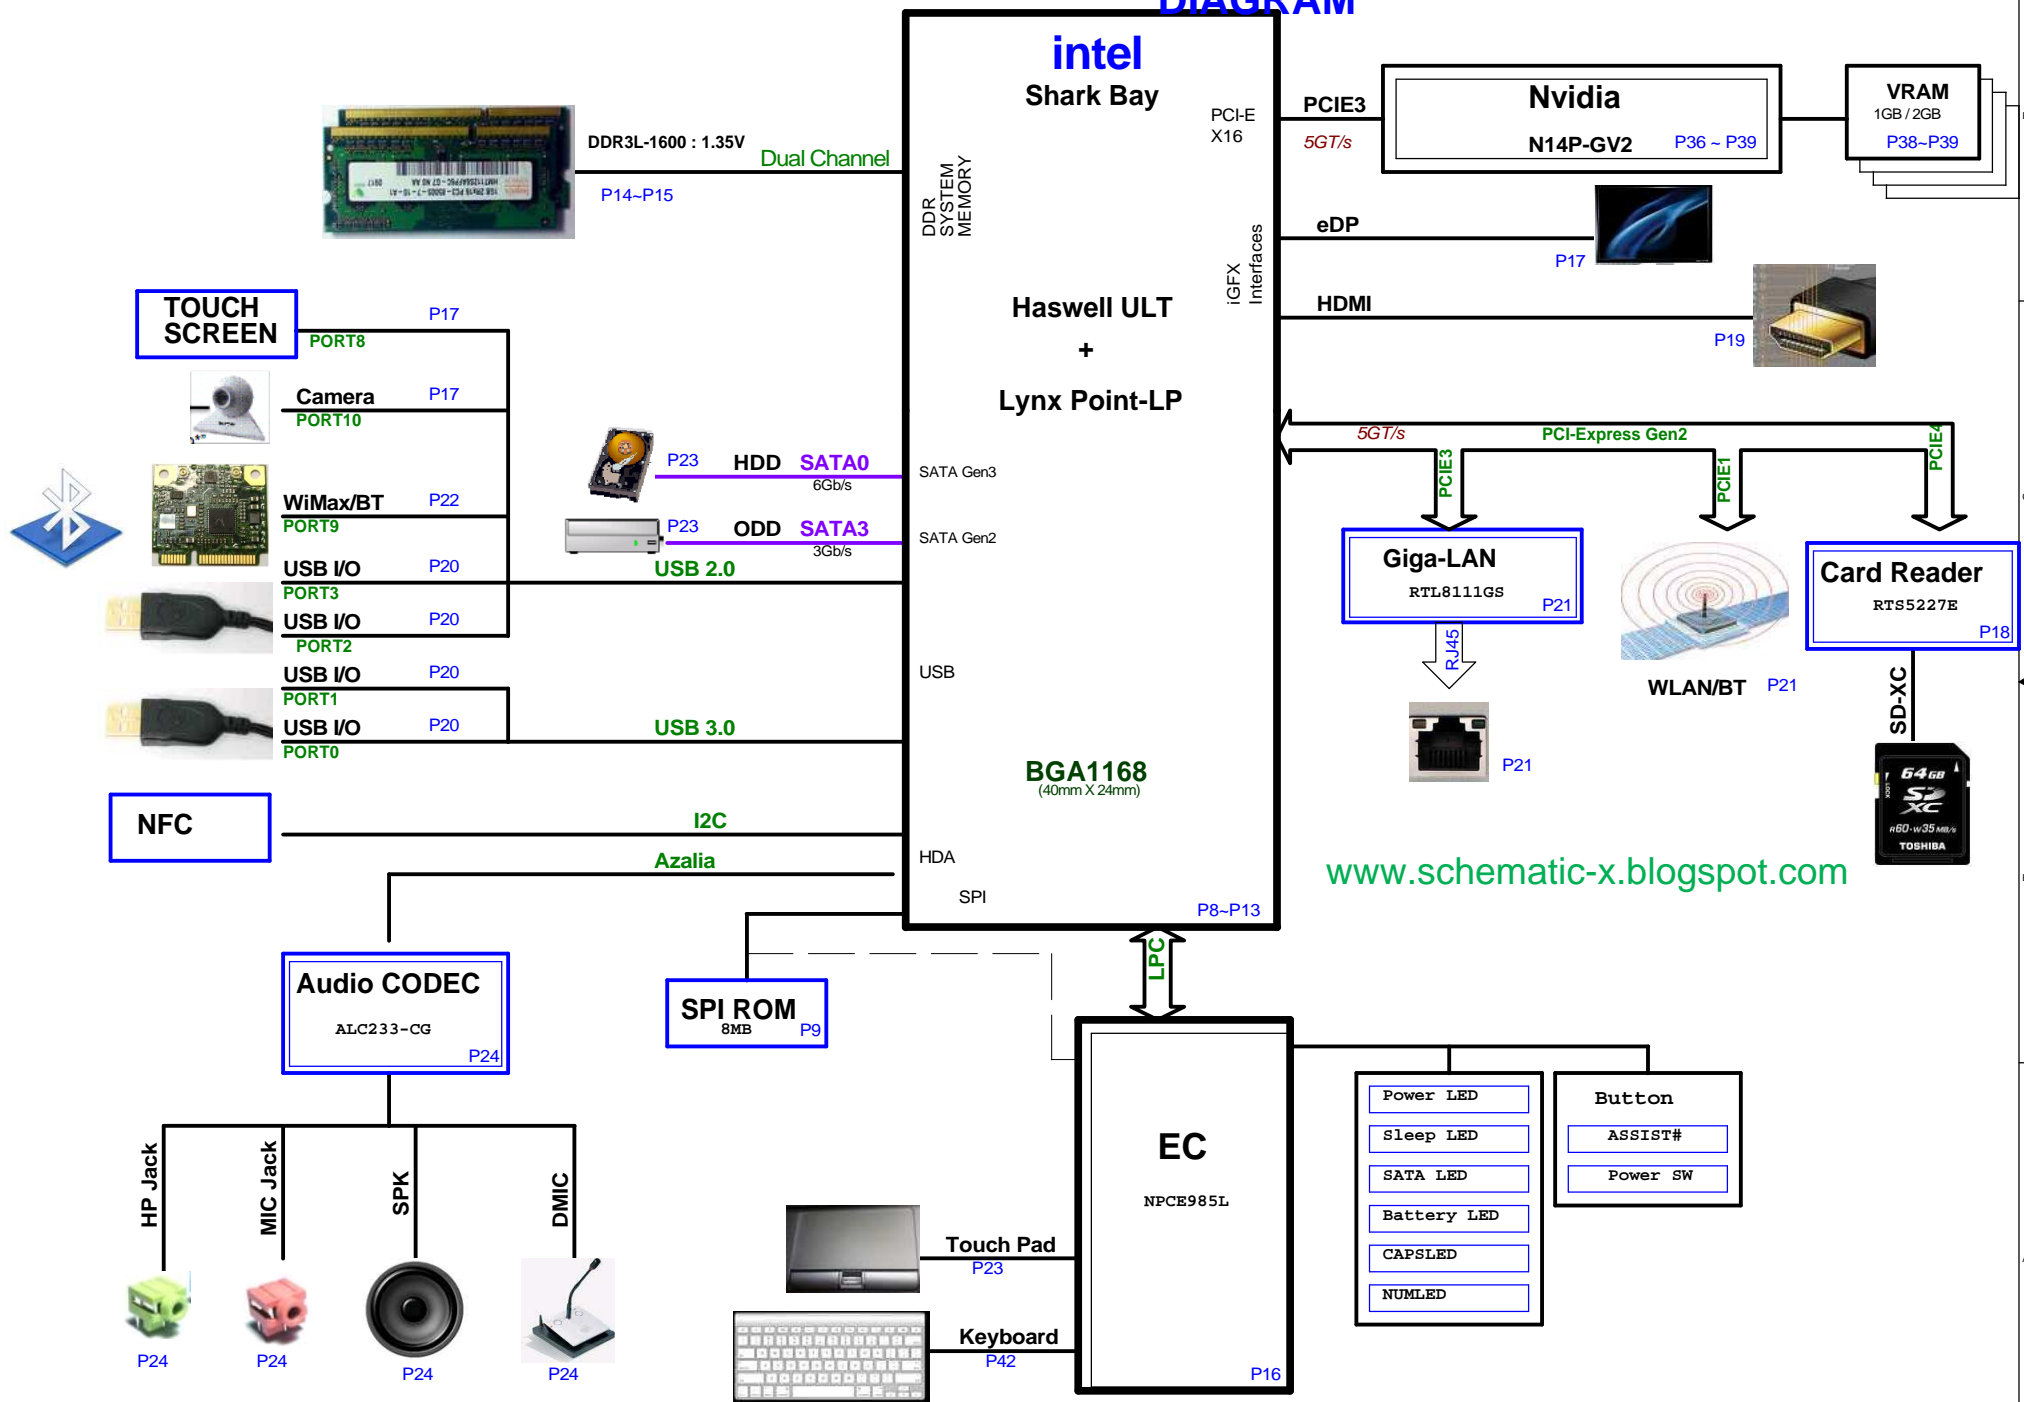 DIAGRAM
intel
Shark Bay
PCI-E
X16
DDR
SYSTEM
MEMORY
iGFX
Interfaces
Haswell ULT
+
Lynx Point-LP
SATA Gen3
SATA Gen2
USB
BGA1168
(40mm X 24mm)
HDA
SPI
P8~P13
DDR3L-1600 : 1.35V
Dual Channel
P14~P15
PCIE3
5GT/s
Nvidia
N14P-GV2
P36 ~ P39
VRAM
1GB / 2GB
P38~P39
eDP
P17
HDMI
P19
TOUCH
SCREEN
P17
PORT8
Camera
P17
PORT10
WiMax/BT
P22
PORT9
USB I/O
P20
PORT3
USB I/O
P20
PORT2
USB 2.0
USB I/O
P20
PORT1
USB I/O
P20
PORT0
USB 3.0
P23
HDD
SATA0
6Gb/s
P23
ODD
SATA3
3Gb/s
NFC
I2C
Azalia
5GT/s
PCI-Express Gen2
PCIE3
PCIE1
PCIE4
Giga-LAN
RTL8111GS
P21
RJ45
P21
WLAN/BT
P21
Card Reader
RTS5227E
P18
SD-XC
64GB
LOCK
SD
XC
R60·W35 MB/s
TOSHIBA
www.schematic-x.blogspot.com
LPC
Audio CODEC
ALC233-CG
P24
HP Jack
MIC Jack
SPK
DMIC
P24
P24
P24
P24
SPI ROM
8MB
P9
EC
NPCE985L
P16
Touch Pad
P23
Keyboard
P42
Power LED
Sleep LED
SATA LED
Battery LED
CAPSLED
NUMLED
Button
ASSIST#
Power SW